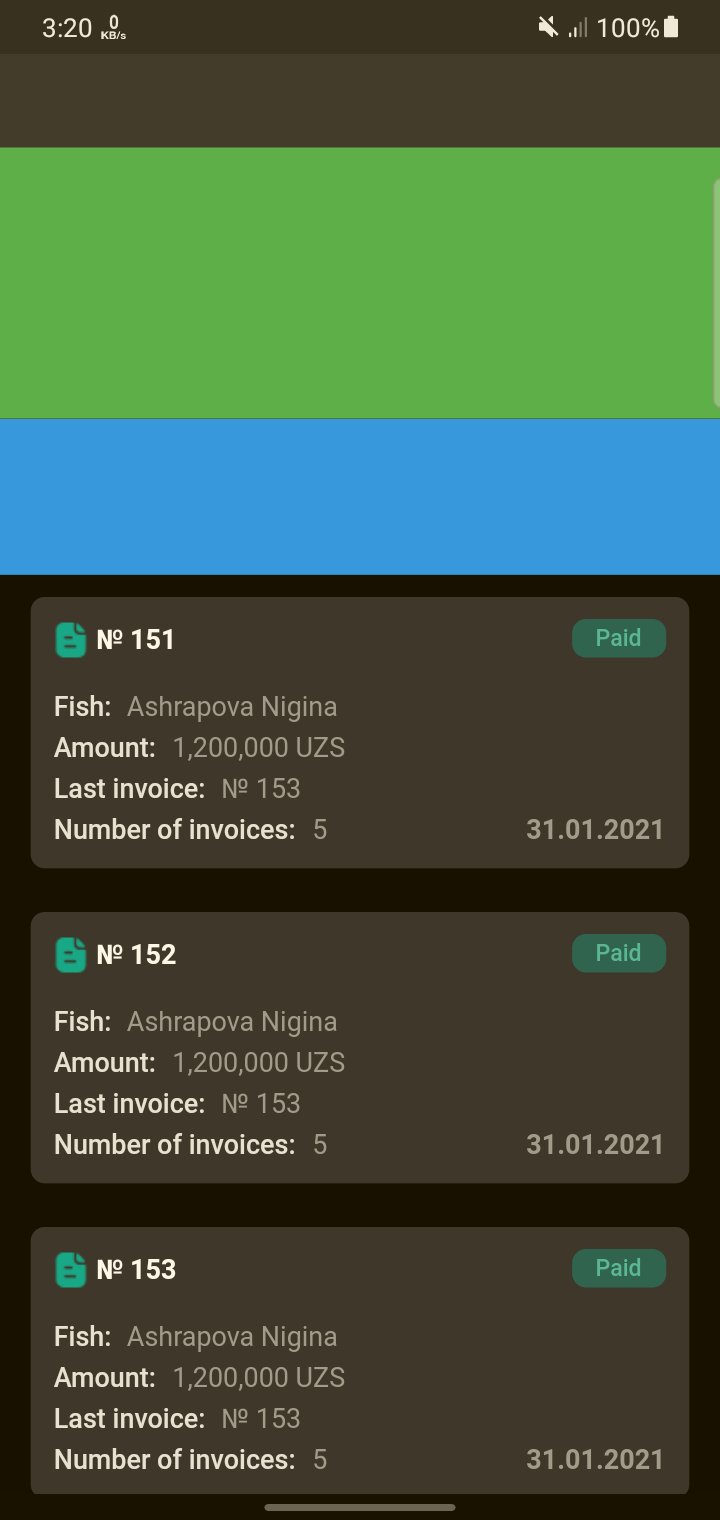 3:20 0 KB/s 100%
№ 151 Paid
Fish: Ashrapova Nigina
Amount: 1,200,000 UZS
Last invoice: № 153
Number of invoices: 5 31.01.2021
№ 152 Paid
Fish: Ashrapova Nigina
Amount: 1,200,000 UZS
Last invoice: № 153
Number of invoices: 5 31.01.2021
№ 153 Paid
Fish: Ashrapova Nigina
Amount: 1,200,000 UZS
Last invoice: № 153
Number of invoices: 5 31.01.2021